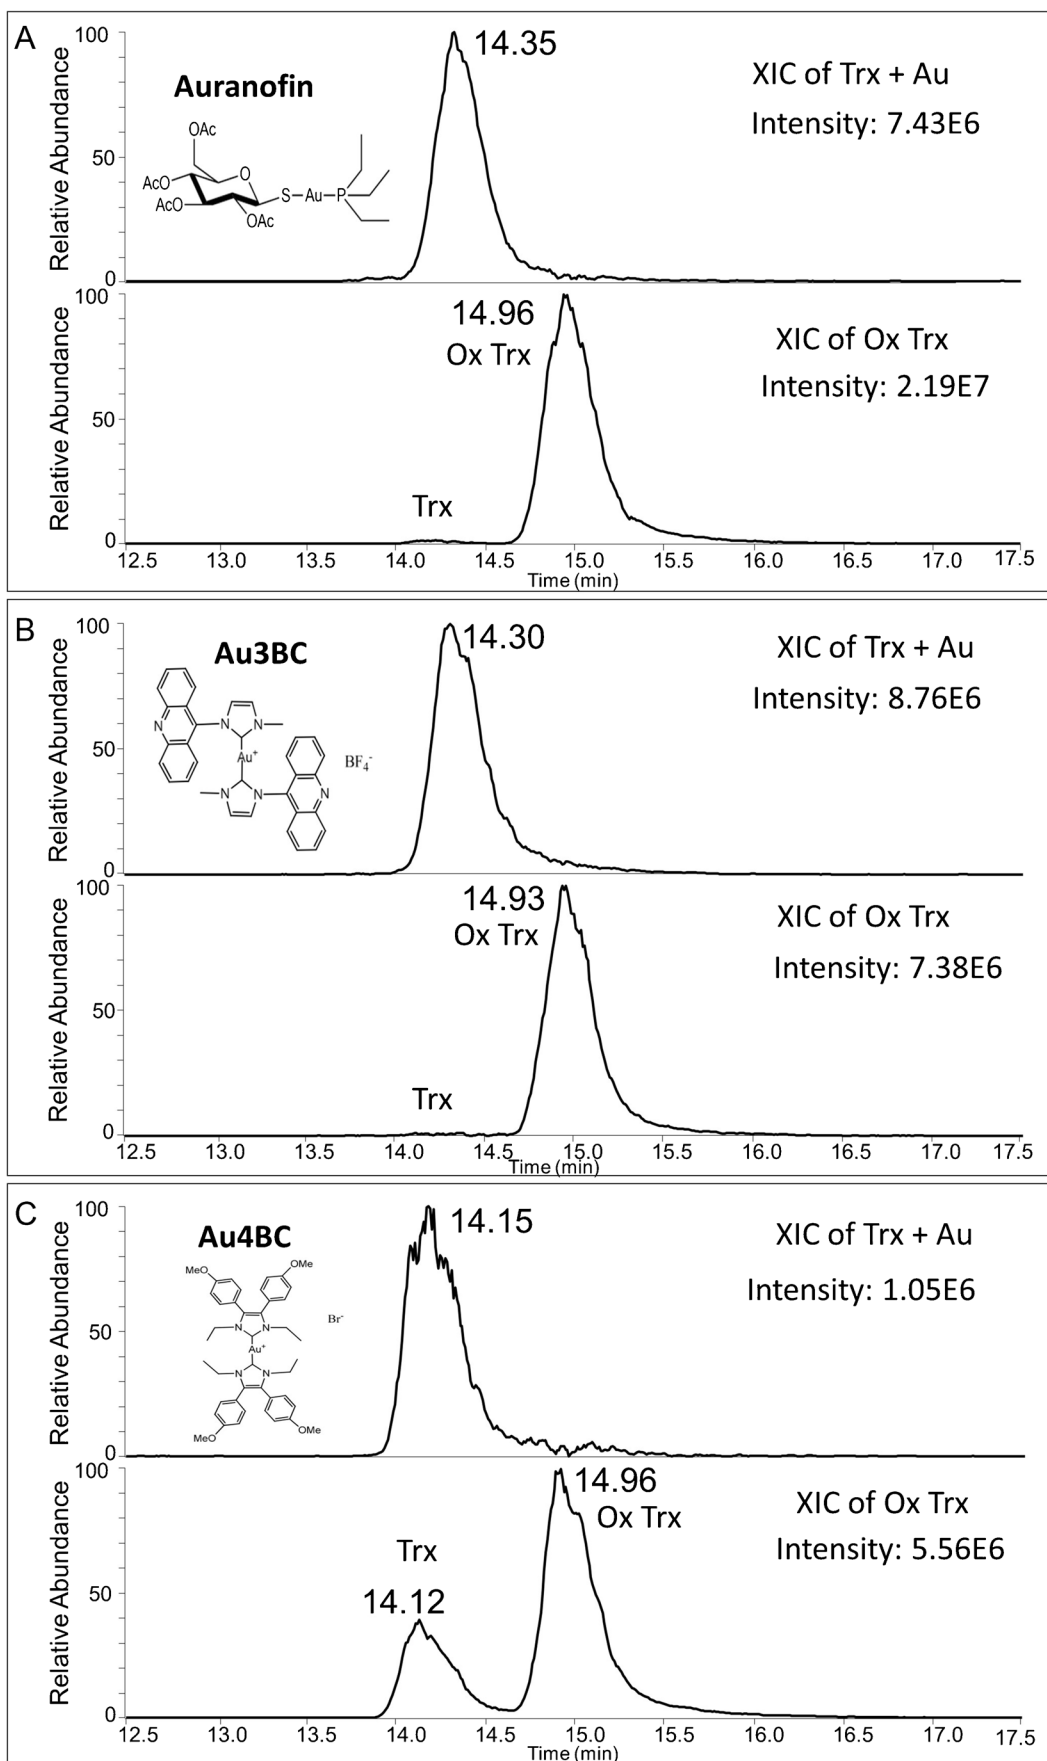 A
100
50
0
Relative Abundance
Auranofin
OAc
AcO
O
AcO
OAc
S
Au
P
14.35
XIC of Trx + Au
Intensity: 7.43E6
100
50
0
Relative Abundance
14.96
Ox Trx
Trx
XIC of Ox Trx
Intensity: 2.19E7
12.5 13.0 13.5 14.0 14.5 15.0 15.5 16.0 16.5 17.0 17.5
Time (min)
B
100
50
0
Relative Abundance
Au3BC
N
N
N
Au+
BF4-
N
N
N
14.30
XIC of Trx + Au
Intensity: 8.76E6
100
50
0
Relative Abundance
14.93
Ox Trx
Trx
XIC of Ox Trx
Intensity: 7.38E6
12.5 13.0 13.5 14.0 14.5 15.0 15.5 16.0 16.5 17.0 17.5
Time (min)
C
100
50
0
Relative Abundance
Au4BC
MeO
OMe
N
N
Br-
Au+
N
N
MeO
OMe
14.15
XIC of Trx + Au
Intensity: 1.05E6
100
50
0
Relative Abundance
Trx
14.12
14.96
Ox Trx
XIC of Ox Trx
Intensity: 5.56E6
12.5 13.0 13.5 14.0 14.5 15.0 15.5 16.0 16.5 17.0 17.5
Time (min)